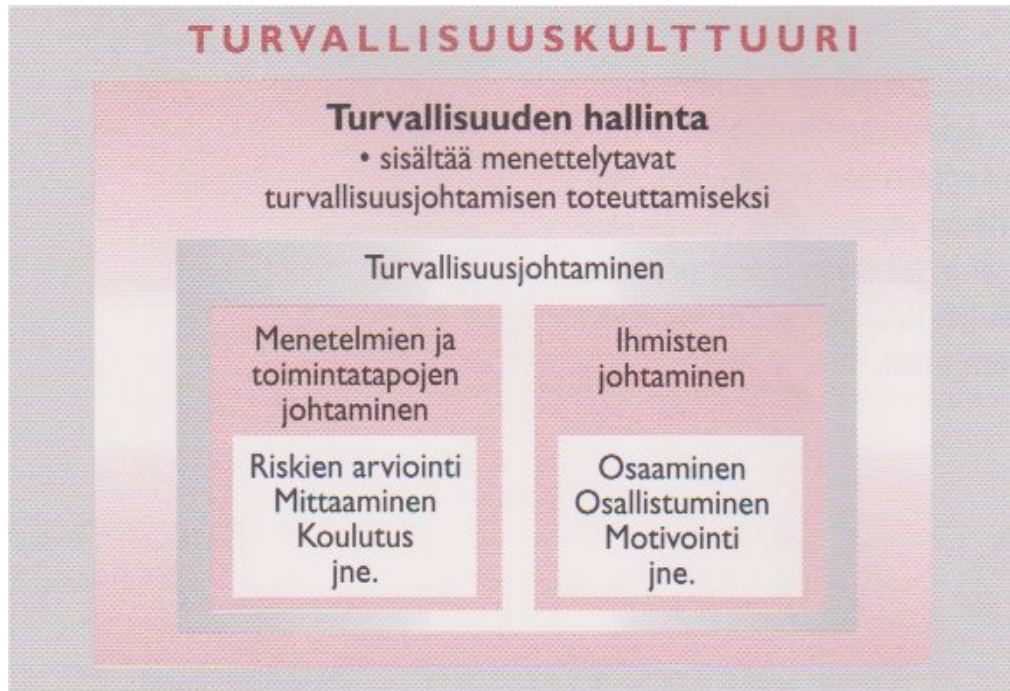 TURVALLISUUSKULTTUURI
Turvallisuuden hallinta
• sisältää menettelytavat
turvallisuusjohtamisen toteuttamiseksi
Turvallisuusjohtaminen
Menetelmien ja
toimintatapojen
johtaminen
Riskien arviointi
Mittaaminen
Koulutus
jne.
Ihmisten
johtaminen
Osaaminen
Osallistuminen
Motivointi
jne.